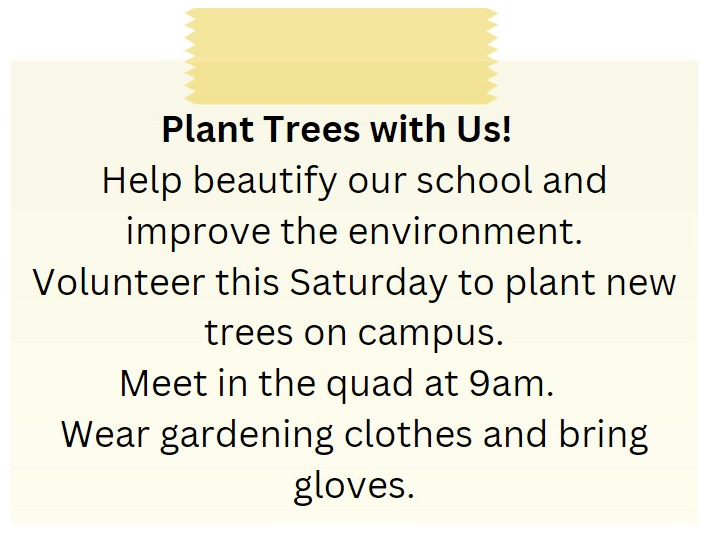 Plant Trees with Us!
Help beautify our school and
improve the environment.
Volunteer this Saturday to plant new
trees on campus.
Meet in the quad at 9am.
Wear gardening clothes and bring
gloves.